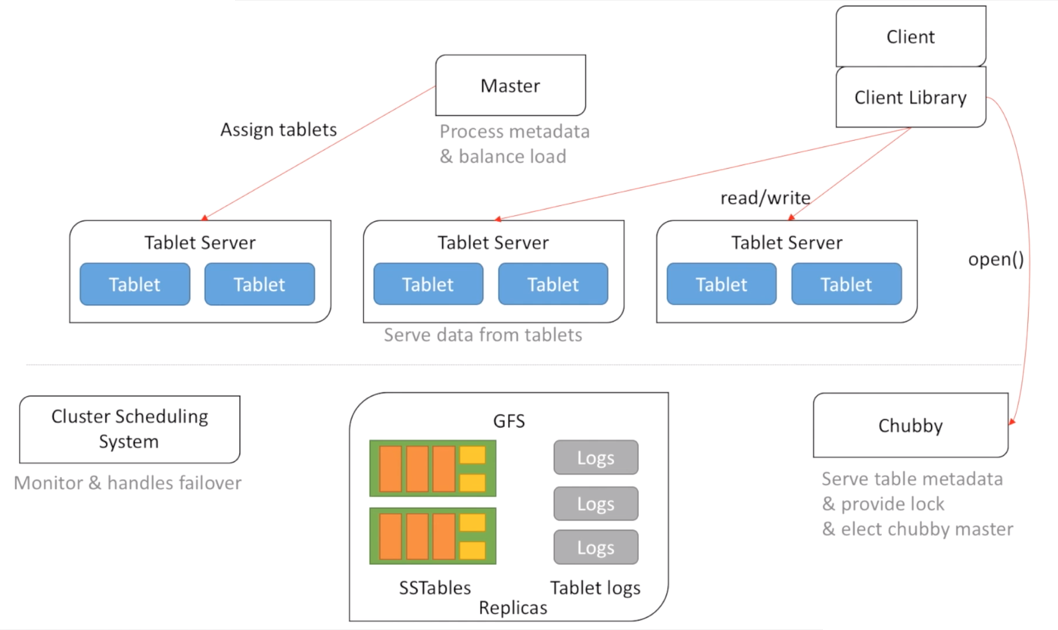 Client
Client Library
Master
Process metadata
& balance load
Assign tablets
read/write
open()
Tablet Server
Tablet
Tablet
Tablet Server
Tablet
Tablet
Serve data from tablets
Tablet Server
Tablet
Tablet
Cluster Scheduling
System
Monitor & handles failover
GFS
Logs
Logs
Logs
SSTables
Tablet logs
Replicas
Chubby
Serve table metadata
& provide lock
& elect chubby master